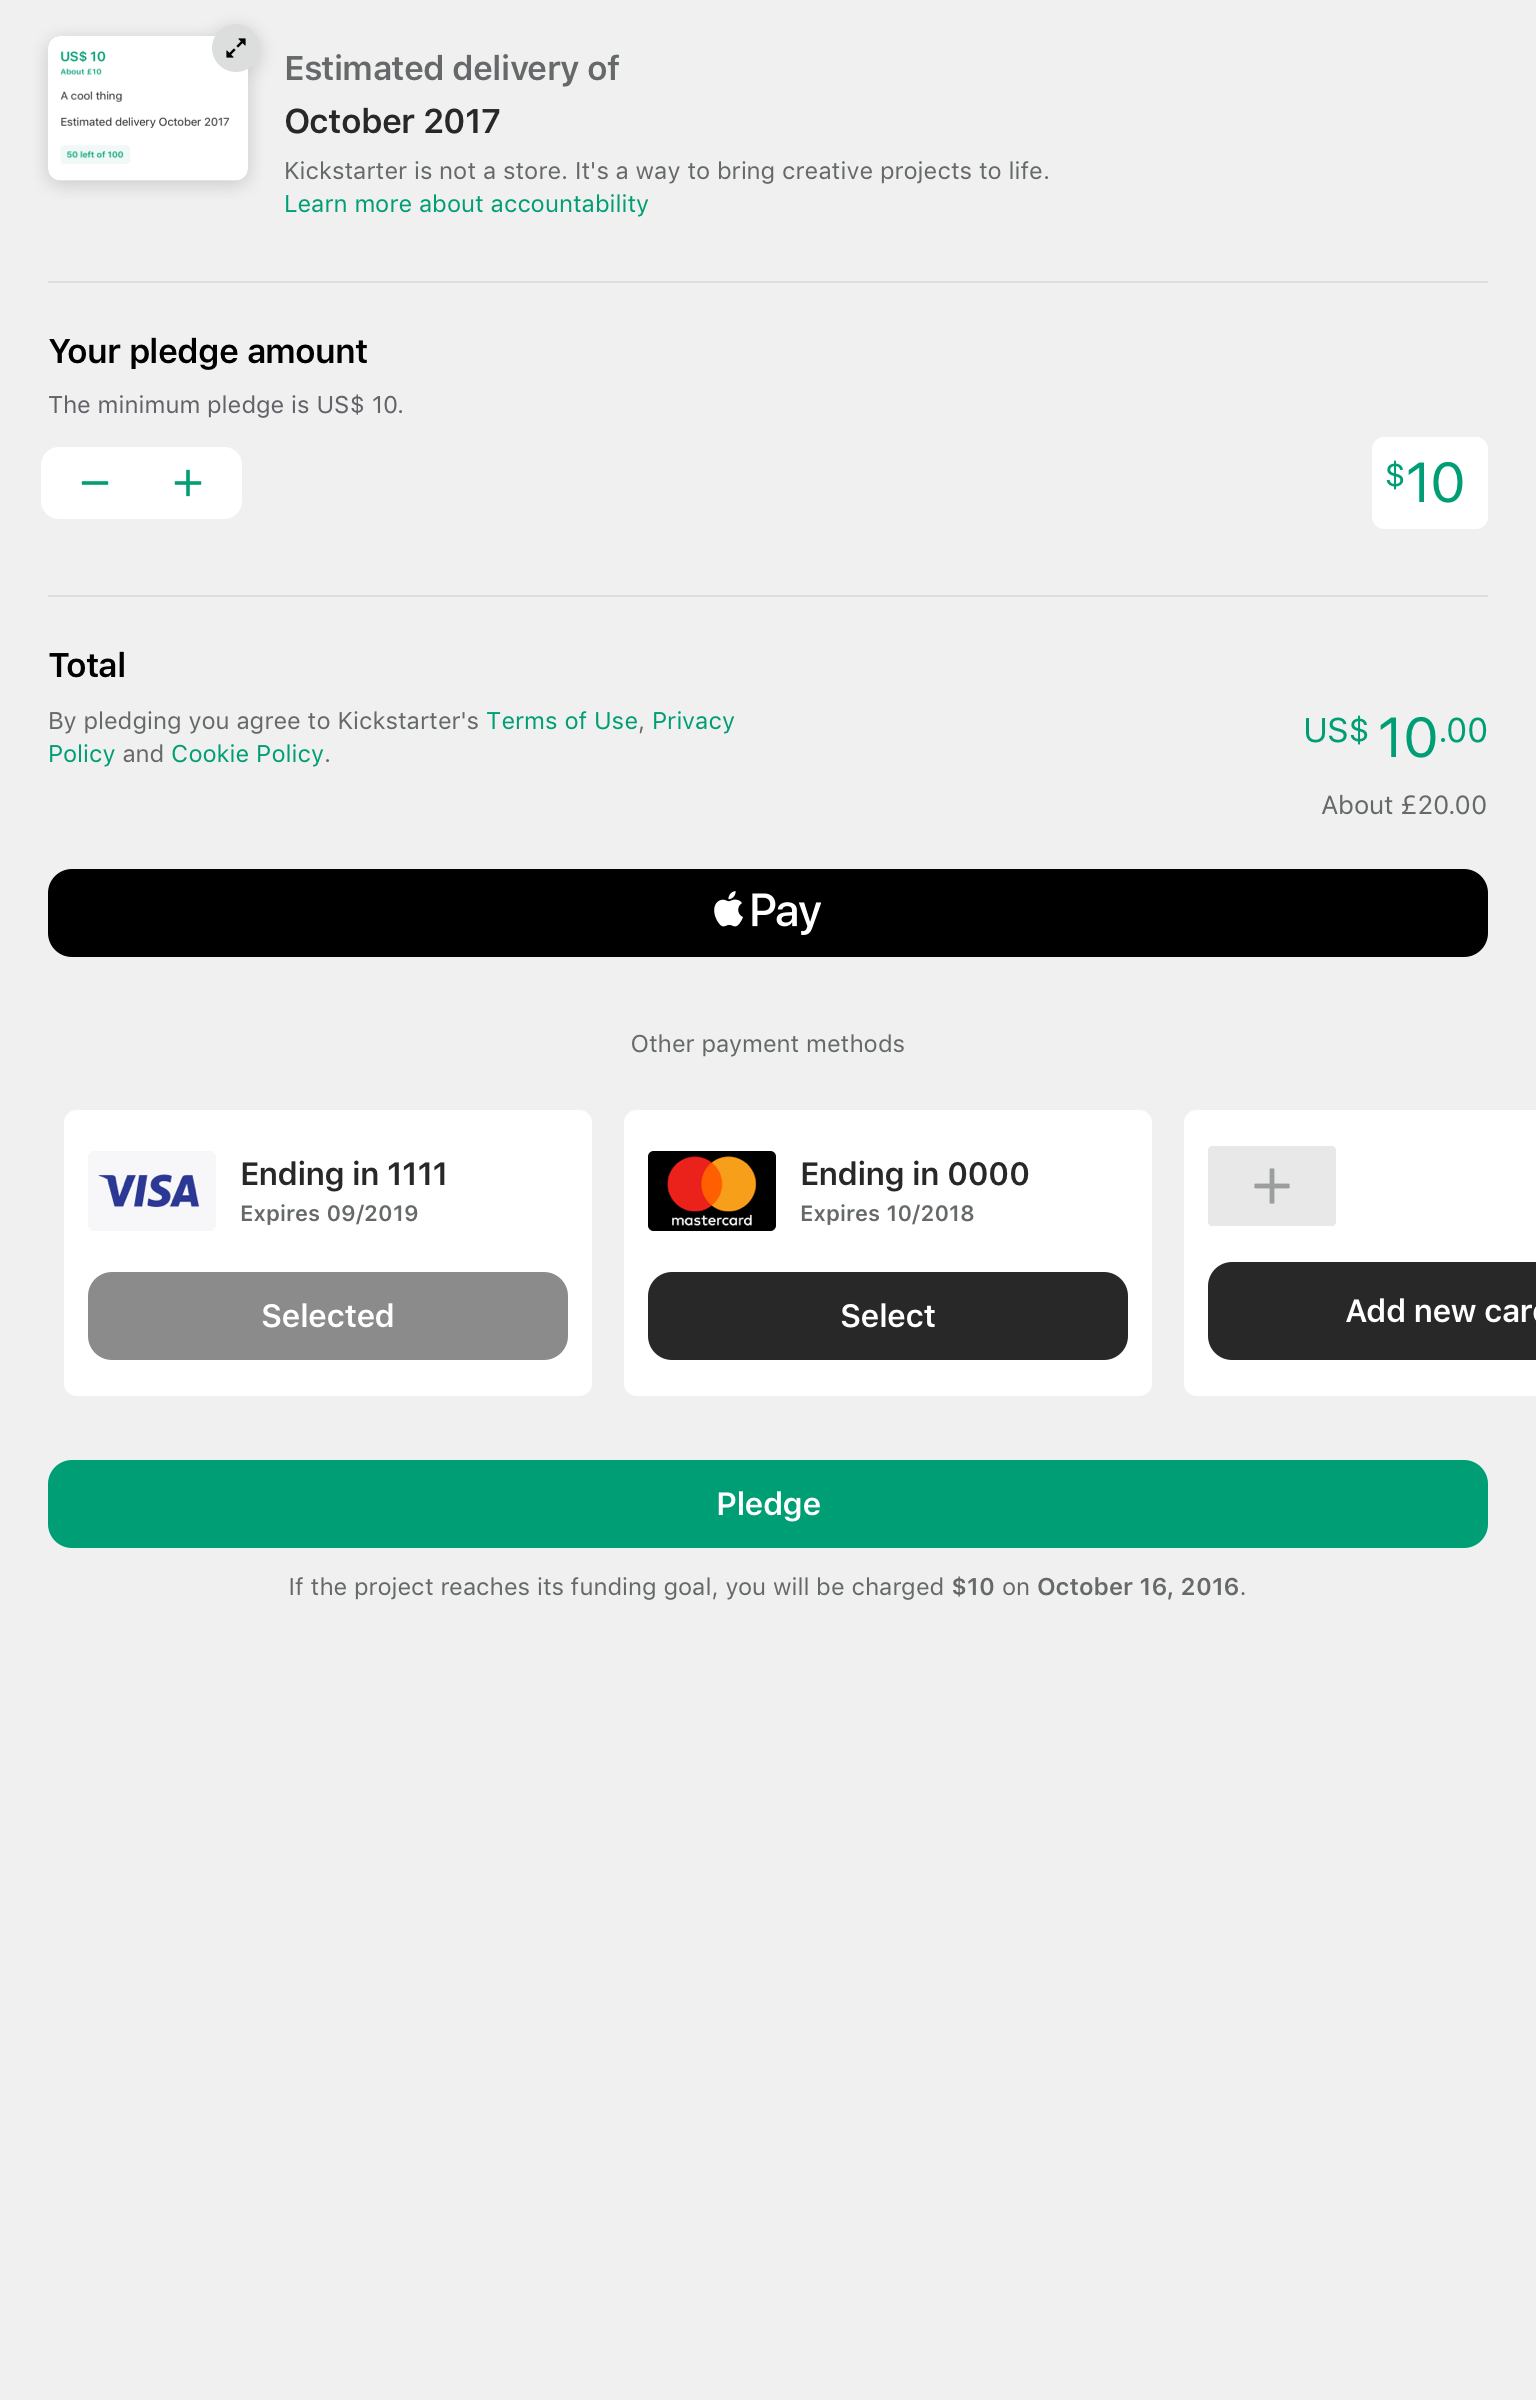 US$ 10
About £10
A cool thing
Estimated delivery October 2017
50 left of 100
Estimated delivery of
October 2017
Kickstarter is not a store. It's a way to bring creative projects to life.
Learn more about accountability
Your pledge amount
The minimum pledge is US$ 10.
$10
Total
By pledging you agree to Kickstarter's Terms of Use, Privacy
Policy and Cookie Policy.
US$ 10.00
About £20.00
Pay
Other payment methods
VISA
Ending in 1111
Expires 09/2019
Selected
mastercard
Ending in 0000
Expires 10/2018
Select
Add new car
Pledge
If the project reaches its funding goal, you will be charged $10 on October 16, 2016.